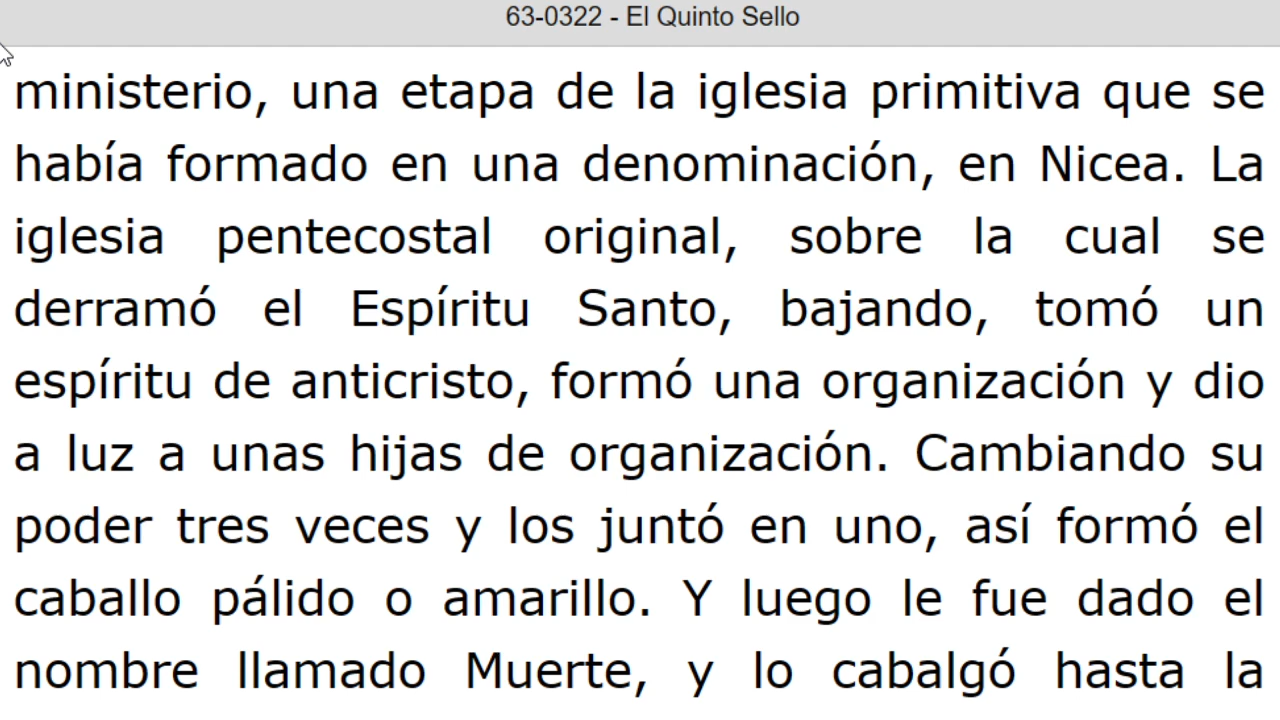 63-0322 - El Quinto Sello
ministerio, una etapa de la iglesia primitiva que se
había formado en una denominación, en Nicea. La
iglesia pentecostal original, sobre la cual se
derramó el Espíritu Santo, bajando, tomó un
espíritu de anticristo, formó una organización y dio
a luz a unas hijas de organización. Cambiando su
poder tres veces y los juntó en uno, así formó el
caballo pálido o amarillo. Y luego le fue dado el
nombre llamado Muerte, y lo cabalgó hasta la